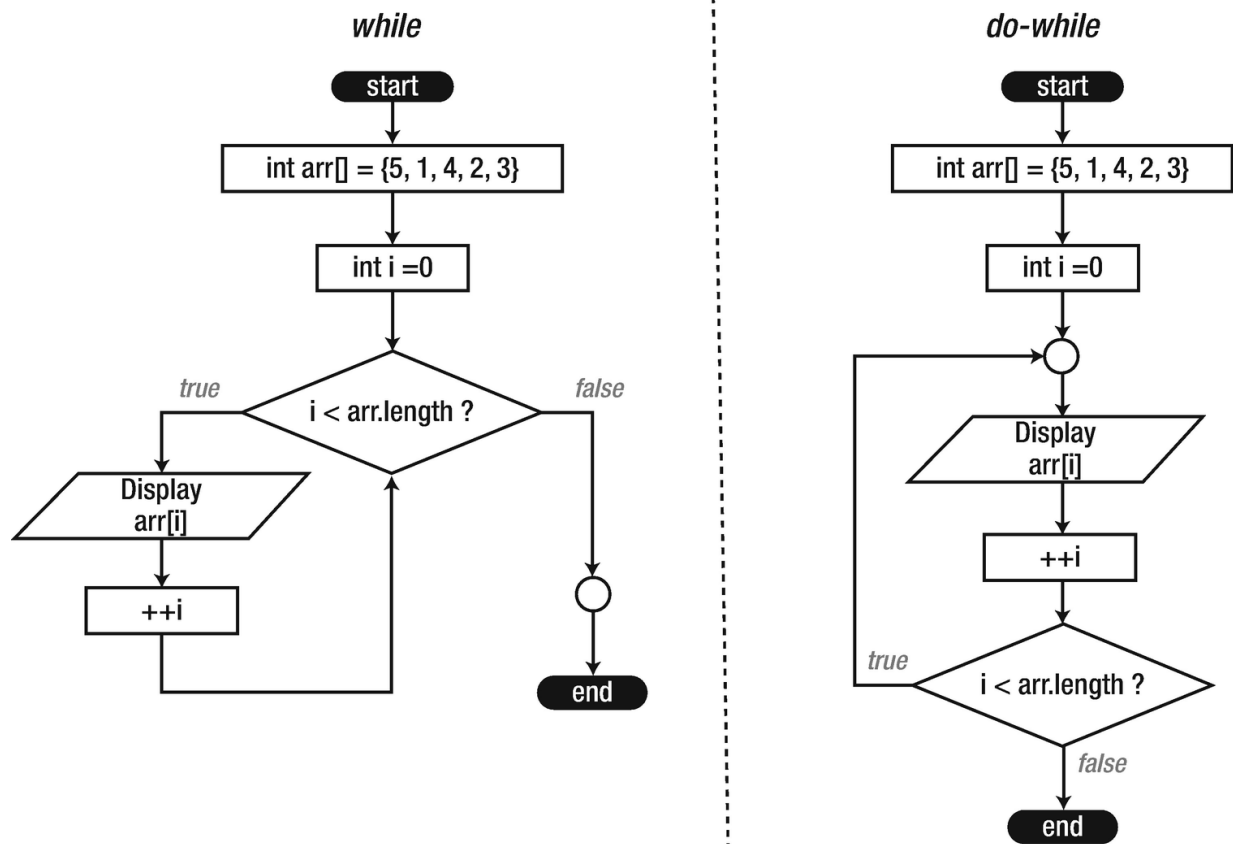 while
start
int arr[] = {5, 1, 4, 2, 3}
int i =0
i < arr.length ?
true
false
Display
arr[i]
++i
end
do-while
start
int arr[] = {5, 1, 4, 2, 3}
int i =0
Display
arr[i]
++i
i < arr.length ?
true
false
end